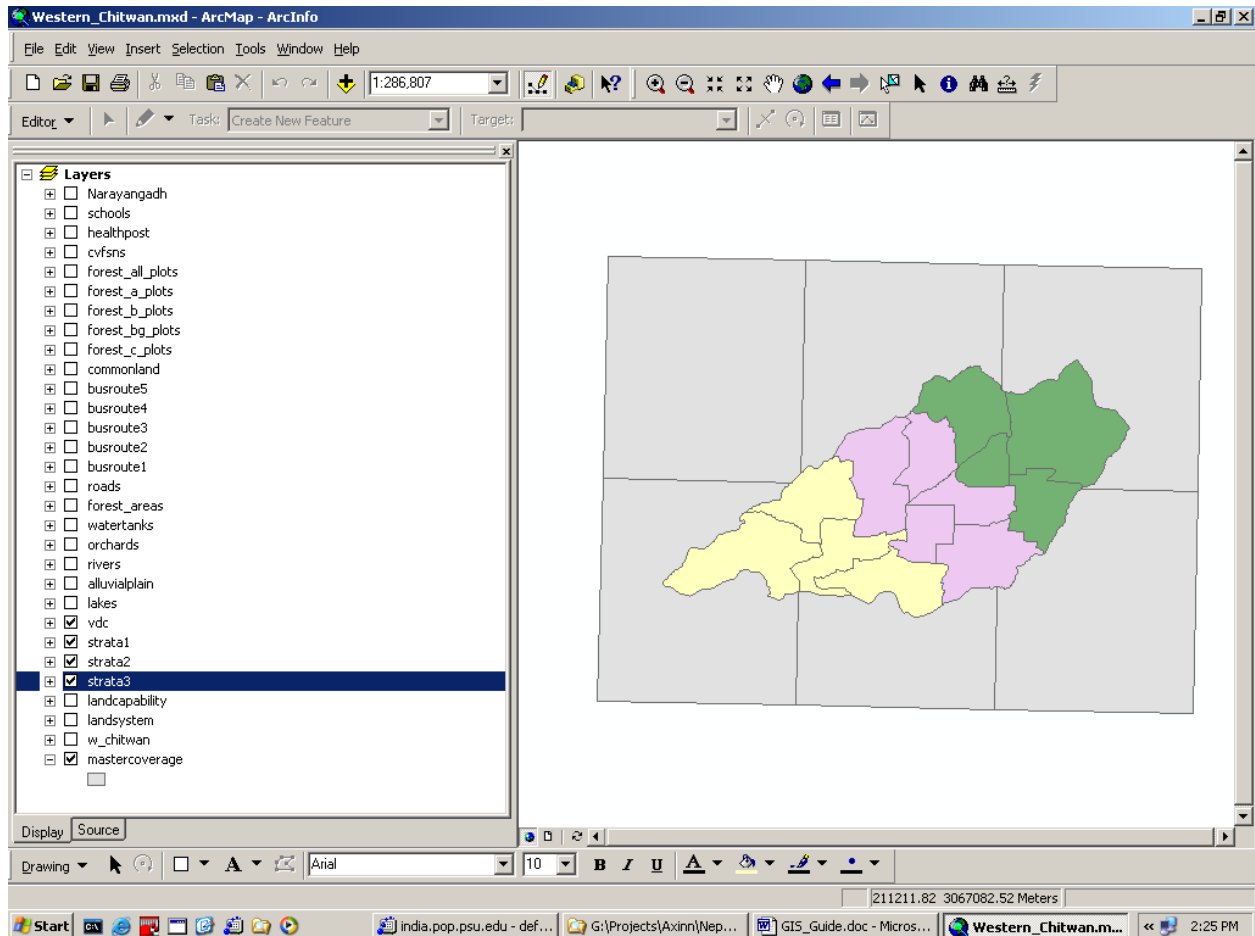 Western_Chitwan.mxd - ArcMap - ArcInfo
File Edit View Insert Selection Tools Window Help
1:286,807
Editor Task: Create New Feature Target:
Layers
Narayangadh
schools
healthpost
cvfsns
forest_all_plots
forest_a_plots
forest_b_plots
forest_bg_plots
forest_c_plots
commonland
busroute5
busroute4
busroute3
busroute2
busroute1
roads
forest_areas
watertanks
orchards
rivers
alluvialplain
lakes
vdc
strata1
strata2
strata3
landcapability
landsystem
w_chitwan
mastercoverage
Display Source
Drawing A Arial 10 B I U A
211211.82 3067082.52 Meters
Start india.pop.psu.edu - def... G:\Projects\Axinn\Nep... GIS_Guide.doc - Micros... Western_Chitwan.m... « 2:25 PM